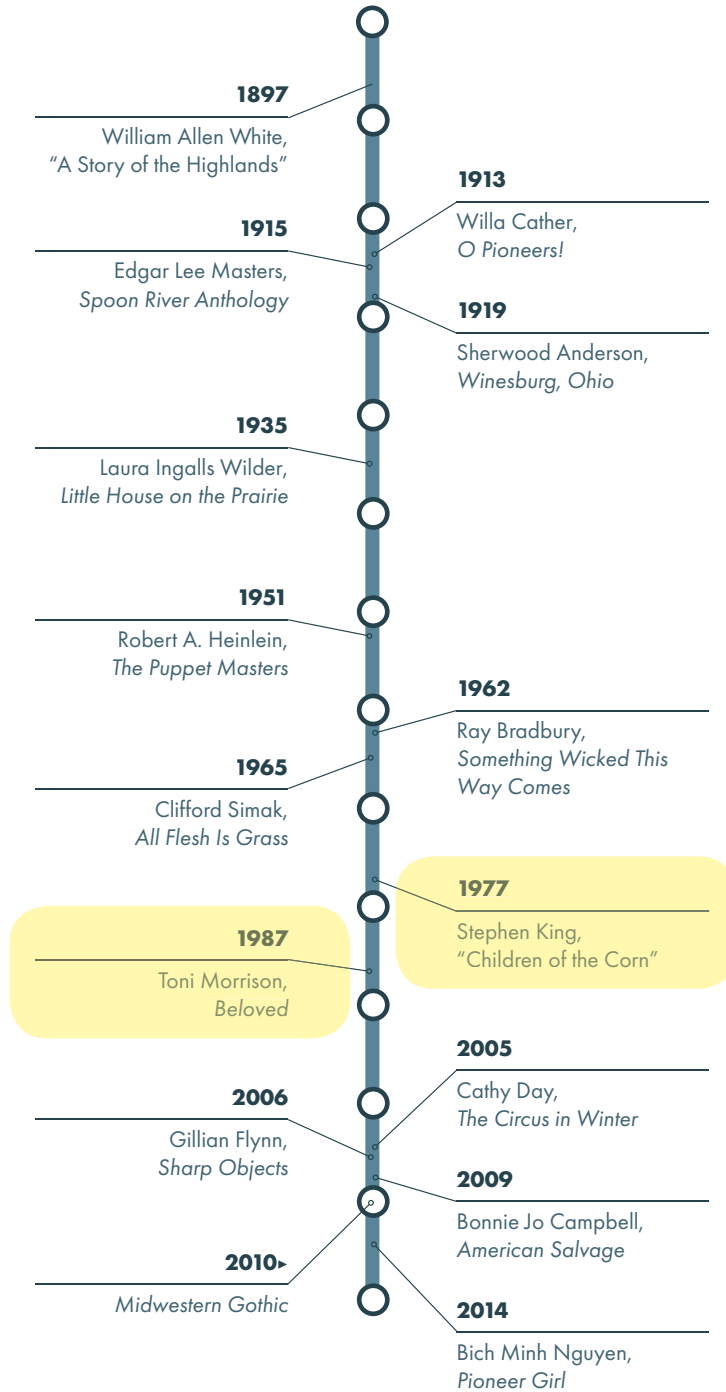 1897
William Allen White,
“A Story of the Highlands”
1913
Willa Cather,
O Pioneers!
1915
Edgar Lee Masters,
Spoon River Anthology
1919
Sherwood Anderson,
Winesburg, Ohio
1935
Laura Ingalls Wilder,
Little House on the Prairie
1951
Robert A. Heinlein,
The Puppet Masters
1962
Ray Bradbury,
Something Wicked This
Way Comes
1965
Clifford Simak,
All Flesh Is Grass
1977
Stephen King,
“Children of the Corn”
1987
Toni Morrison,
Beloved
2005
Cathy Day,
The Circus in Winter
2006
Gillian Flynn,
Sharp Objects
2009
Bonnie Jo Campbell,
American Salvage
2010▸
Midwestern Gothic
2014
Bich Minh Nguyen,
Pioneer Girl